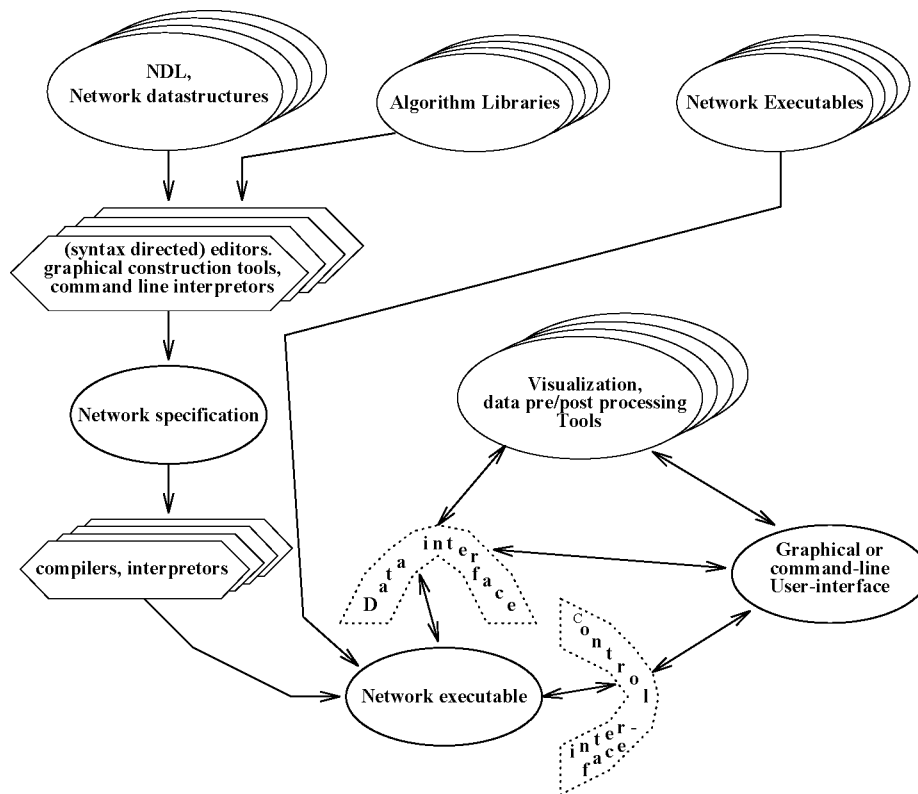 NDL,
Network datastructures
Algorithm Libraries
Network Executables
(syntax directed) editors.
graphical construction tools,
command line interpretors
Visualization,
data pre/post processing
Tools
Network specification
Data interface
compilers, interpretors
Graphical or
command-line
User-interface
Control
inter-
face
Network executable